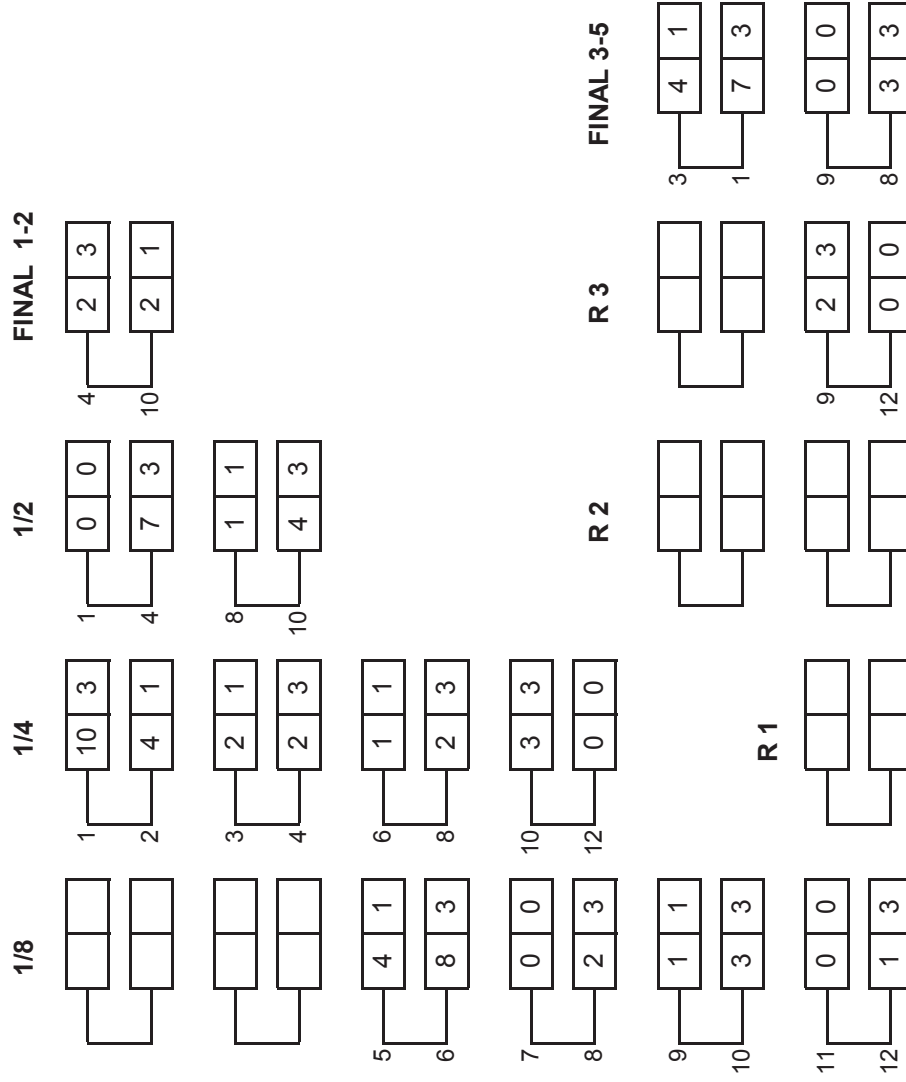 1/8 1/4 1/2 FINAL 1-2
1 10 3 1 0 0 4 2 3
2 4 1 4 7 3 10 2 1
3 2 1 8 1 1
4 2 3 10 4 3
5 4 1 6 1 1
6 8 3 8 2 3
7 0 0 10 3 3
8 2 3 12 0 0
R 2 R 3 FINAL 3-5
9 1 1 3 4 1
10 3 3 1 7 3
R 1
11 0 0 9 2 3 9 0 0
12 1 3 12 0 0 8 3 3